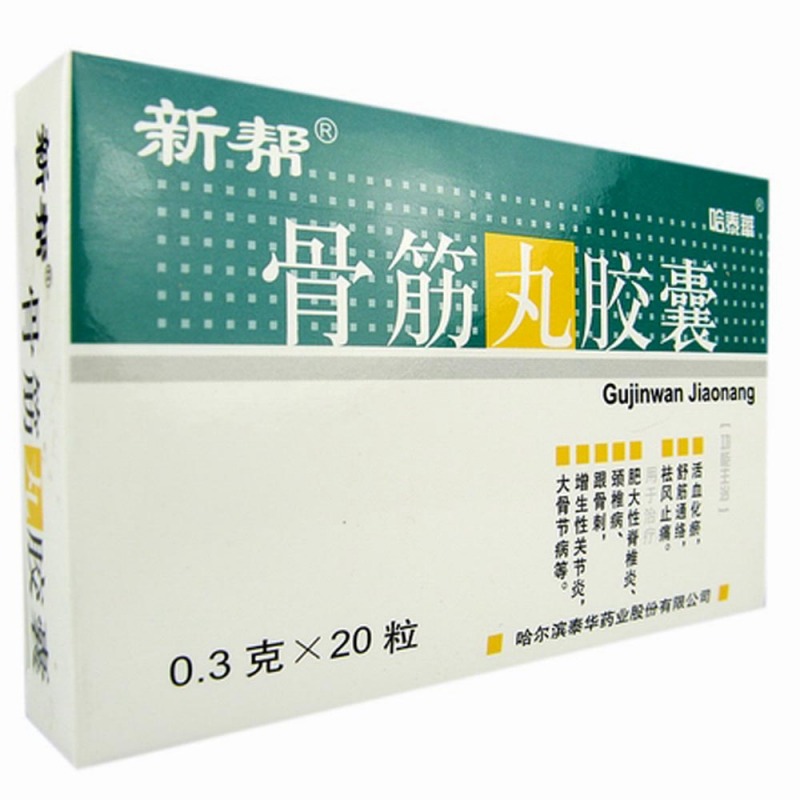 新帮®
哈泰華®
骨筋丸胶囊
Gujinwan Jiaonang
【功能主治】
活血化瘀，
舒筋通络，
祛风止痛。
用于治疗
肥大性脊椎炎、
颈椎病、
跟骨刺，
增生性关节炎，
大骨节病等。
0.3 克×20 粒
哈尔滨泰华药业股份有限公司
新帮®
骨筋丸胶囊